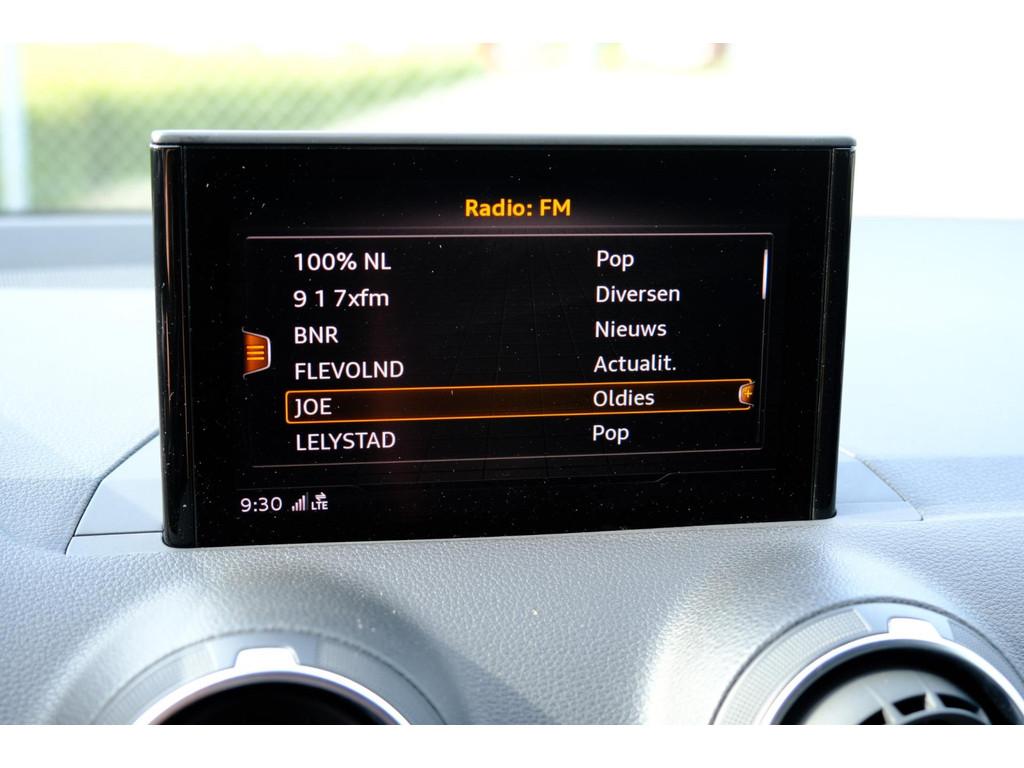 Radio: FM
100% NL Pop
9 1 7xfm Diversen
BNR Nieuws
FLEVOLND Actualit.
JOE Oldies
LELYSTAD Pop
9:30 LTE